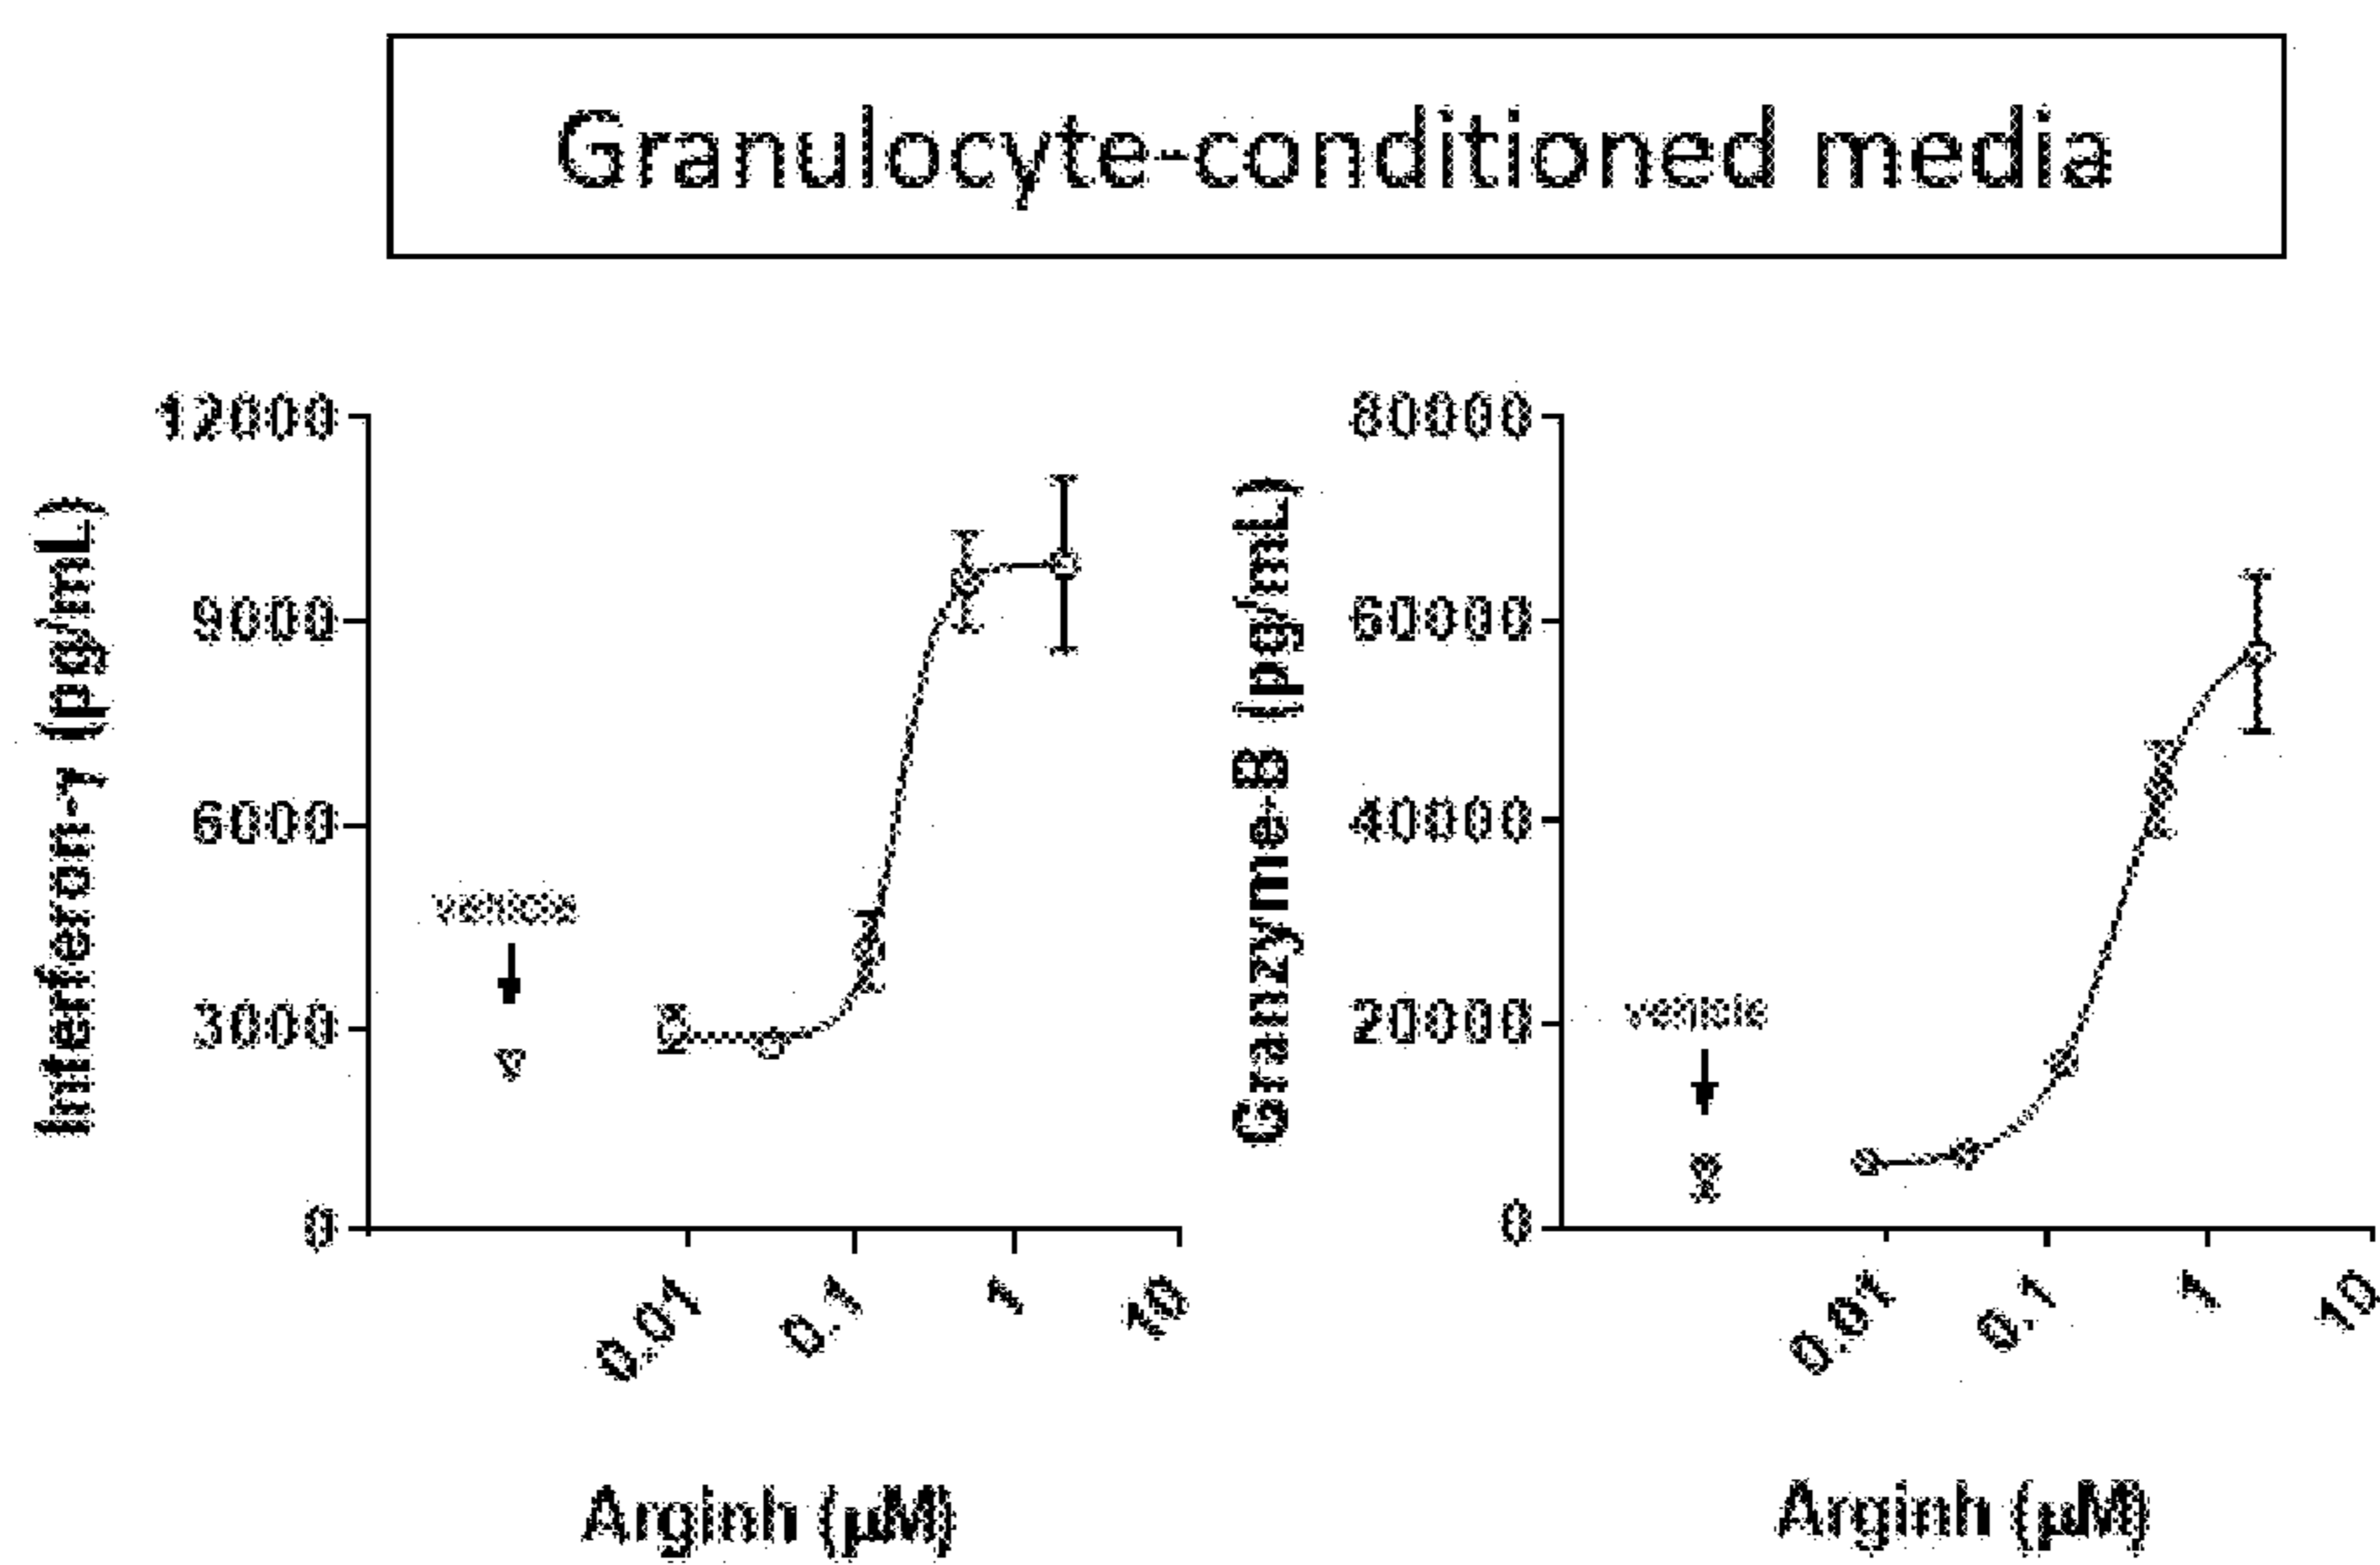 Granulocyte-conditioned media
Interferon-γ (pg/mL)
12000
9000
6000
3000
0
vehicle
0.01
0.1
1
10
Arginh (µM)
Granzyme-B (pg/mL)
80000
60000
40000
20000
0
vehicle
0.01
0.1
1
10
Arginh (µM)